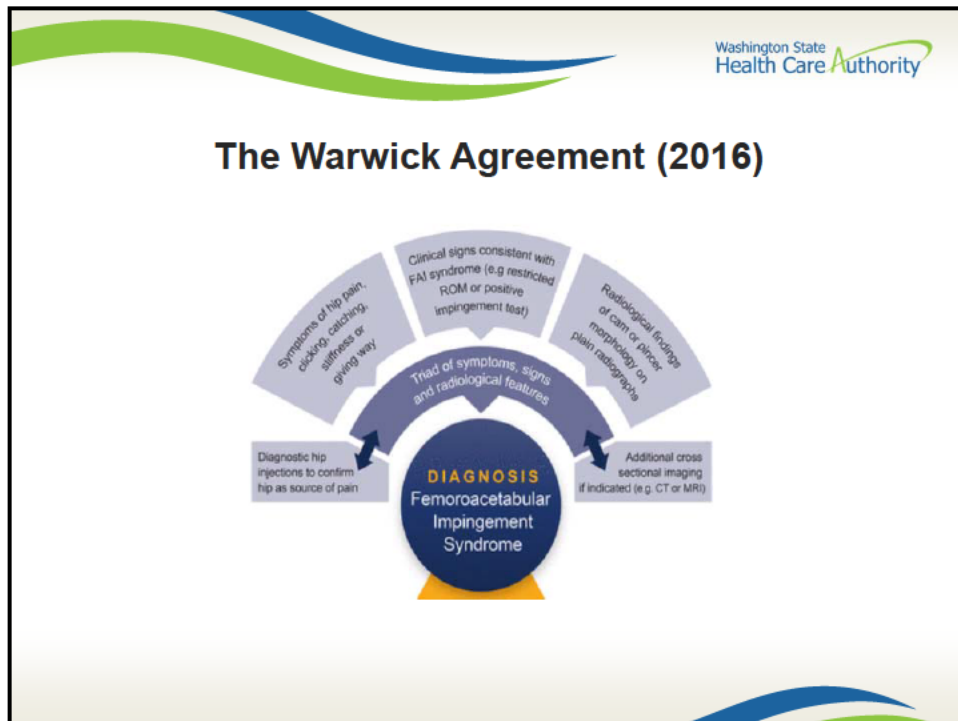 Washington State
Health Care Authority
The Warwick Agreement (2016)
Symptoms of hip pain,
clicking, catching,
stiffness or
giving way
Clinical signs consistent with
FAI syndrome (e.g restricted
ROM or positive
impingement test)
Radiological findings
of cam or pincer
morphology on
plain radiographs
Triad of symptoms, signs
and radiological features
Diagnostic hip
injections to confirm
hip as source of pain
Additional cross
sectional imaging
if indicated (e.g. CT or MRI)
DIAGNOSIS
Femoroacetabular
Impingement
Syndrome